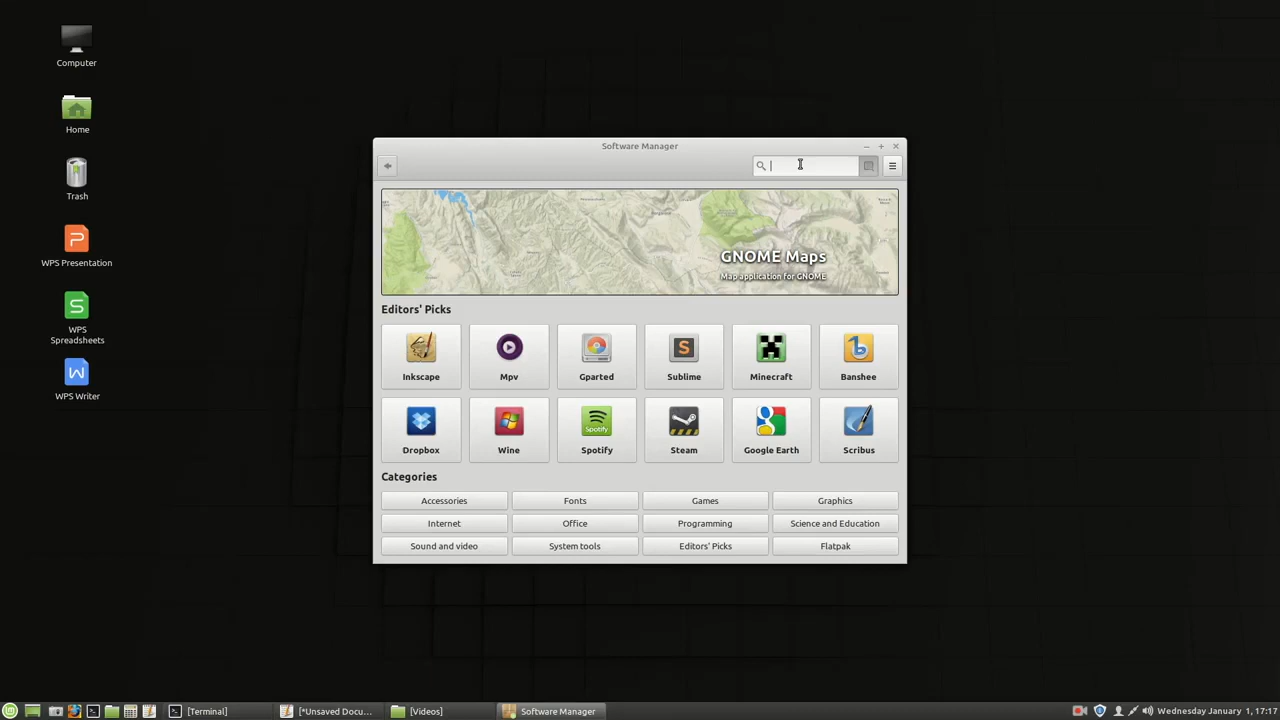 Computer
Home
Trash
WPS Presentation
WPS
Spreadsheets
WPS Writer
Software Manager
GNOME Maps
Map application for GNOME
Editors' Picks
Inkscape
Mpv
Gparted
Sublime
Minecraft
Banshee
Dropbox
Wine
Spotify
Steam
Google Earth
Scribus
Categories
Accessories
Fonts
Games
Graphics
Internet
Office
Programming
Science and Education
Sound and video
System tools
Editors' Picks
Flatpak
[Terminal]
[*Unsaved Docu...
[Videos]
Software Manager
Wednesday January 1, 17:17